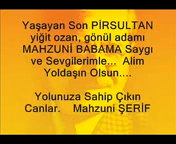 Yaşayan Son PİRSULTAN
yiğit ozan, gönül adamı
MAHZUNİ BABAMA Saygı
ve Sevgilerimle,,, Alim
Yoldaşın Olsun....
Yolunuza Sahip Çıkın
Canlar. Mahzuni ŞERİF